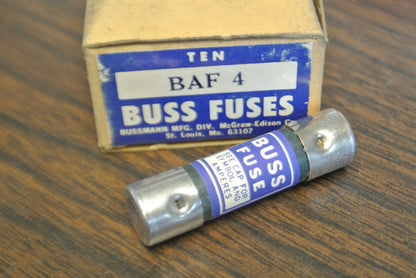 TEN
BAF 4
BUSS FUSES
BUSSMANN MFG. DIV. McGraw-Edison Co.
St. Louis, Mo. 63107
BUSS
FUSE
SEE CAP FOR
SYMBOL AND
AMPERES